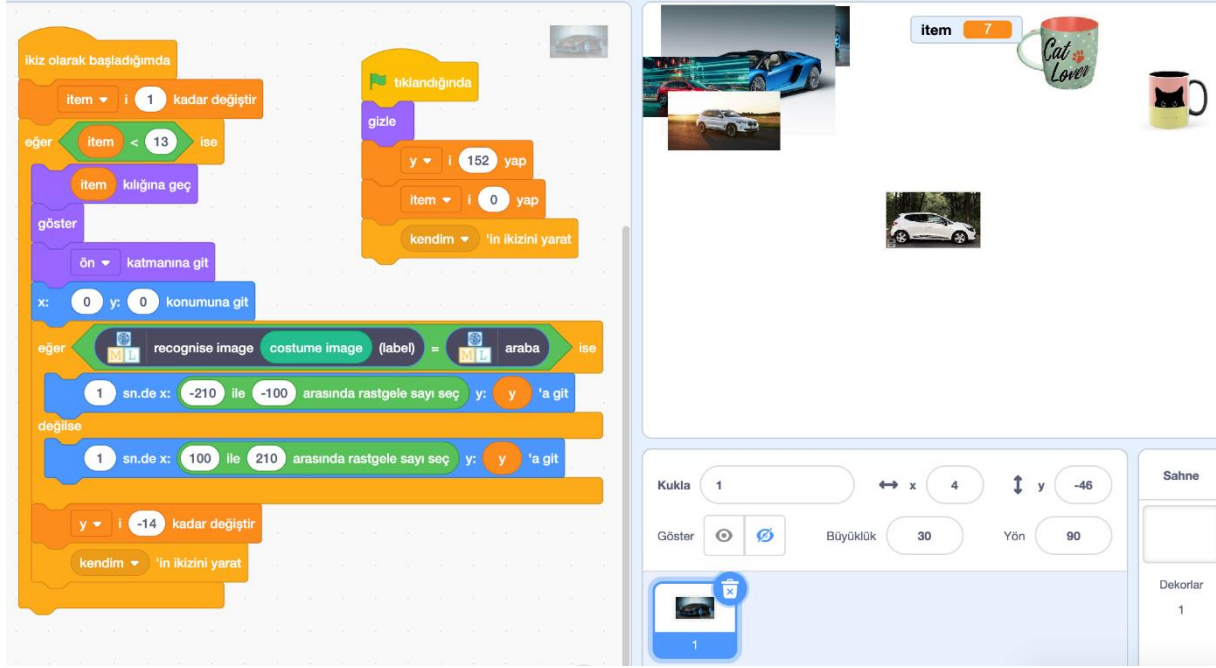 ikiz olarak başladığımda
item i 1 kadar değiştir
eğer item < 13 ise
item kılığına geç
göster
ön katmanına git
x: 0 y: 0 konumuna git
eğer ML recognise image costume image (label) = ML araba ise
1 sn.de x: -210 ile -100 arasında rastgele sayı seç y: y 'a git
değilse
1 sn.de x: 100 ile 210 arasında rastgele sayı seç y: y 'a git
y i -14 kadar değiştir
kendim 'in ikizini yarat
tıklandığında
gizle
y i 152 yap
item i 0 yap
kendim 'in ikizini yarat
item 7
Cat
Lover
Kukla 1 x 4 y -46
Göster Büyüklük 30 Yön 90
1
Sahne
Dekorlar
1